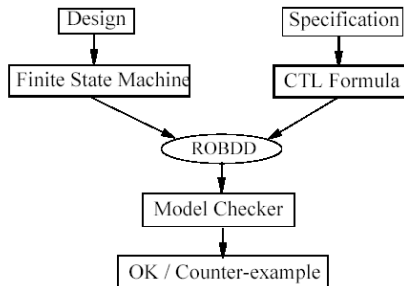 Design
Specification
Finite State Machine
CTL Formula
ROBDD
Model Checker
OK / Counter-example